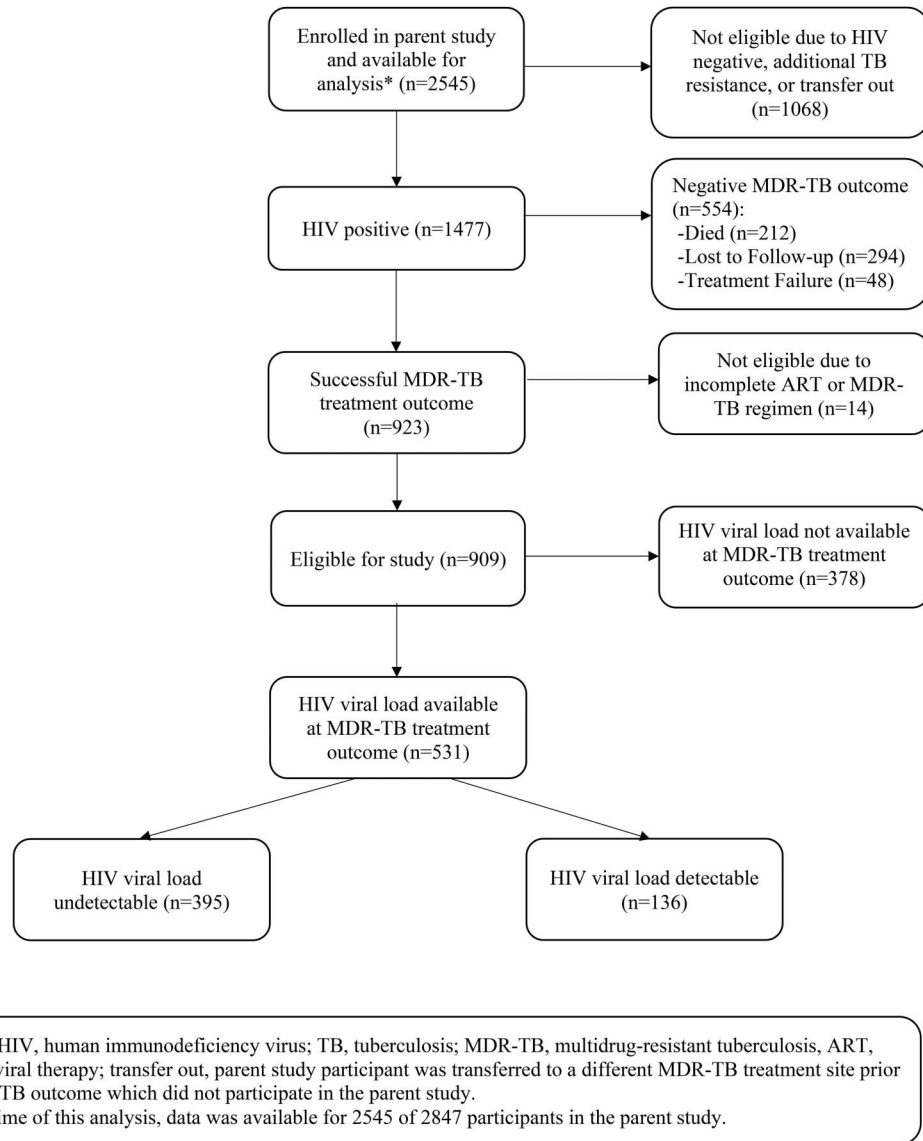 Enrolled in parent study
and available for
analysis* (n=2545)
Not eligible due to HIV
negative, additional TB
resistance, or transfer out
(n=1068)
HIV positive (n=1477)
Negative MDR-TB outcome
(n=554):
-Died (n=212)
-Lost to Follow-up (n=294)
-Treatment Failure (n=48)
Successful MDR-TB
treatment outcome
(n=923)
Not eligible due to
incomplete ART or MDR-
TB regimen (n=14)
Eligible for study (n=909)
HIV viral load not available
at MDR-TB treatment
outcome (n=378)
HIV viral load available
at MDR-TB treatment
outcome (n=531)
HIV viral load
undetectable (n=395)
HIV viral load detectable
(n=136)
HIV, human immunodeficiency virus; TB, tuberculosis; MDR-TB, multidrug-resistant tuberculosis, ART,
viral therapy; transfer out, parent study participant was transferred to a different MDR-TB treatment site prior
TB outcome which did not participate in the parent study.
ime of this analysis, data was available for 2545 of 2847 participants in the parent study.